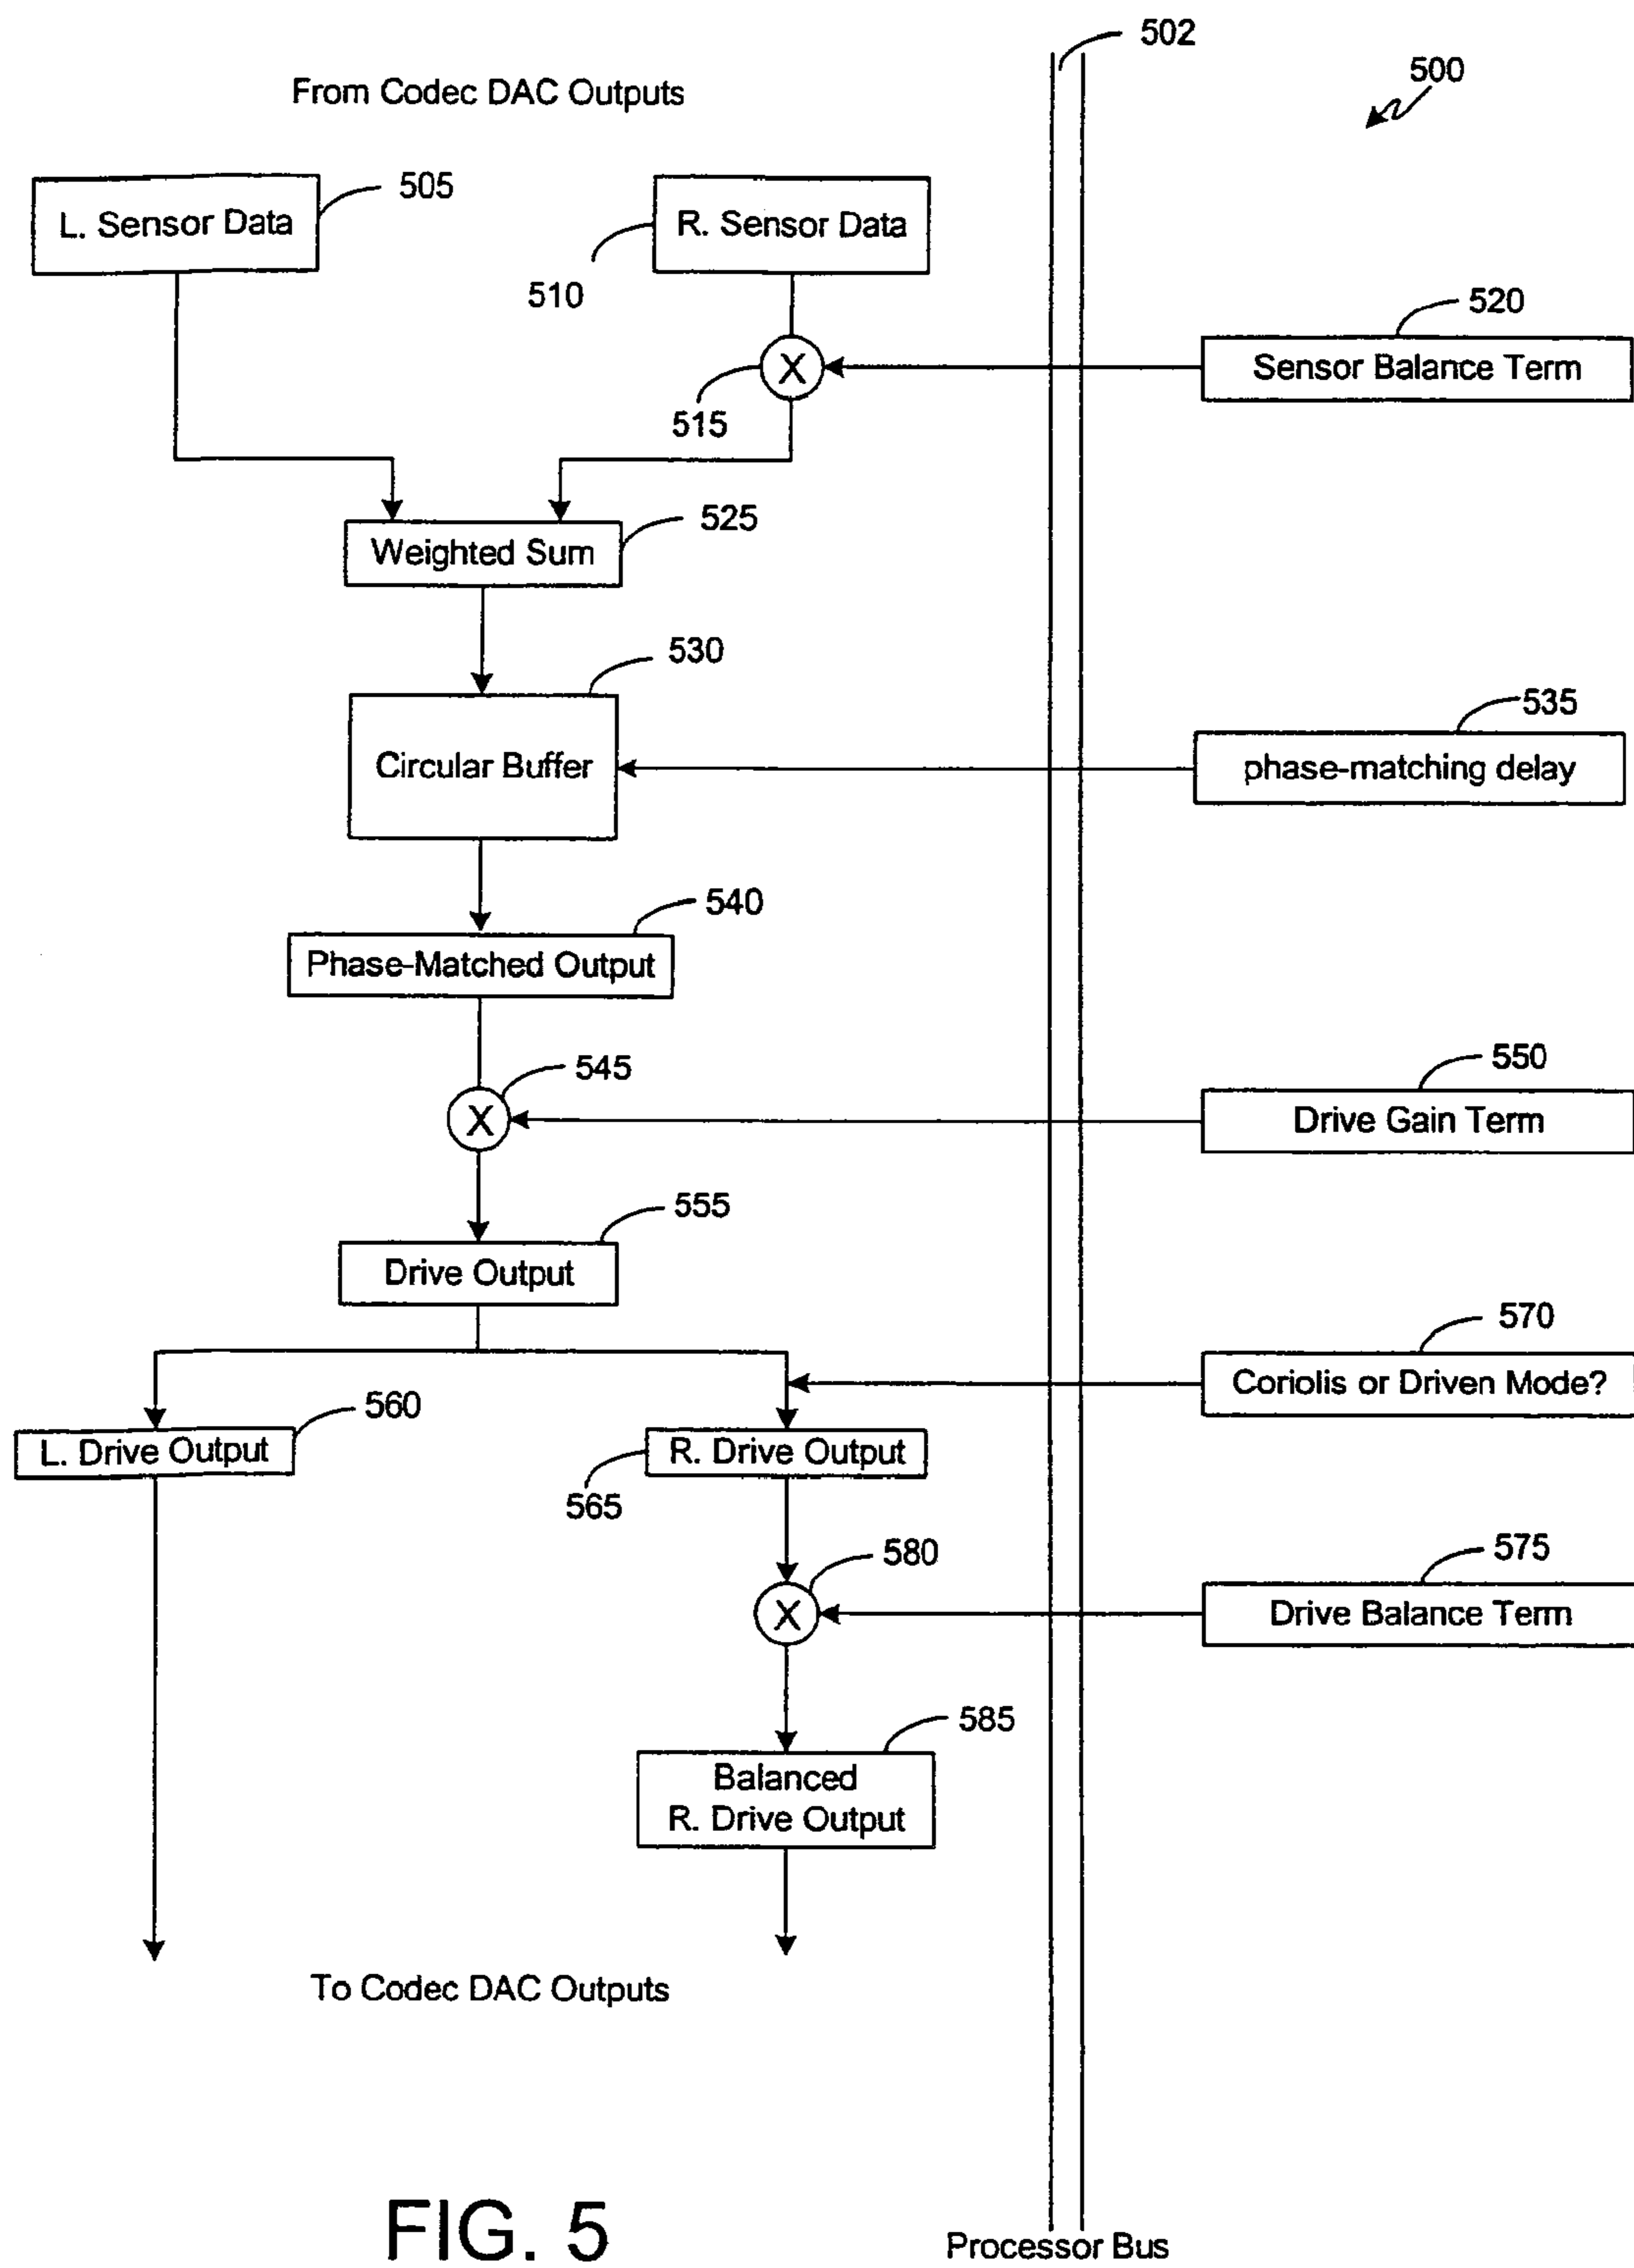 502
500
From Codec DAC Outputs
L. Sensor Data
505
R. Sensor Data
510
520
X
Sensor Balance Term
515
525
Weighted Sum
530
535
Circular Buffer
phase-matching delay
540
Phase-Matched Output
545
550
X
Drive Gain Term
555
Drive Output
570
Coriolis or Driven Mode?
560
L. Drive Output
R. Drive Output
565
580
575
X
Drive Balance Term
585
Balanced
R. Drive Output
To Codec DAC Outputs
FIG. 5
Processor Bus